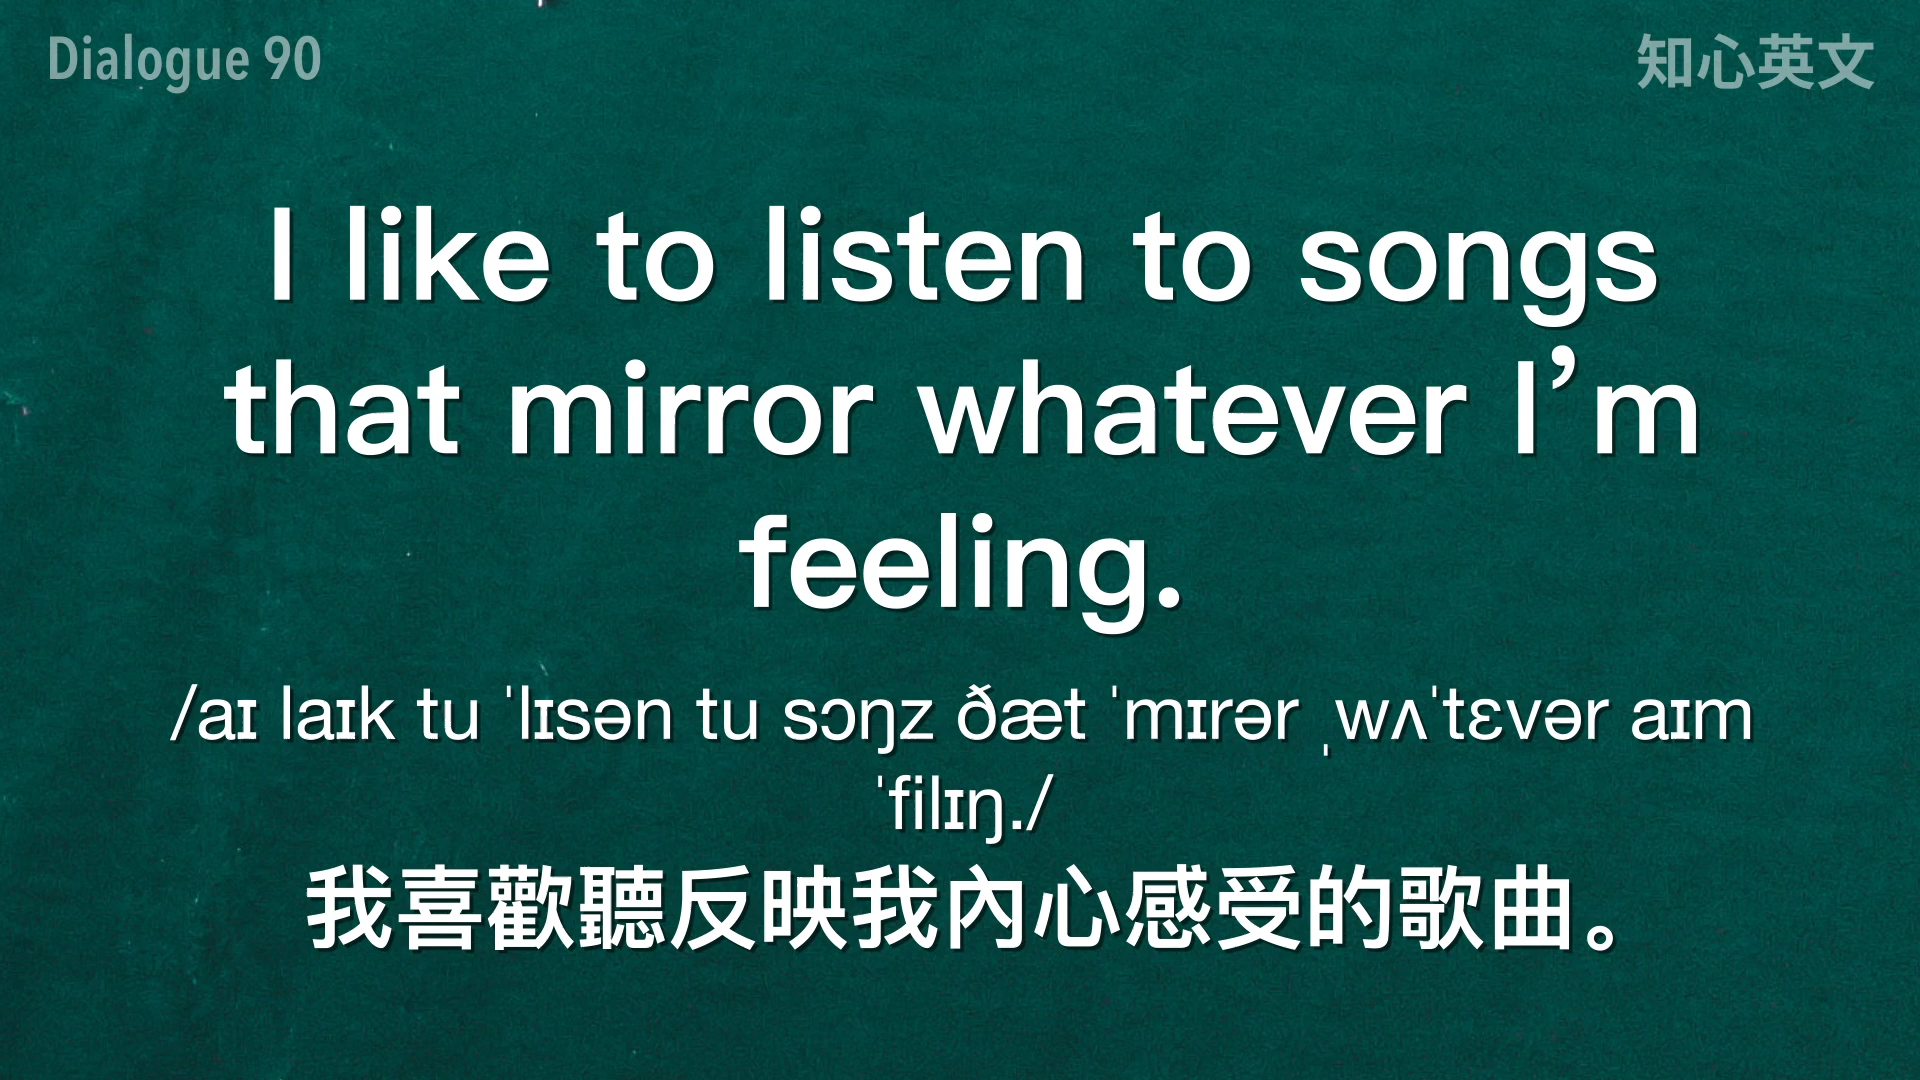 Dialogue 90
知心英文
I like to listen to songs
that mirror whatever I’m
feeling.
/aɪ laɪk tu ˈlɪsən tu sɔŋz ðæt ˈmɪrər ˌwʌˈtɛvər aɪm
ˈfilɪŋ./
我喜歡聽反映我內心感受的歌曲。